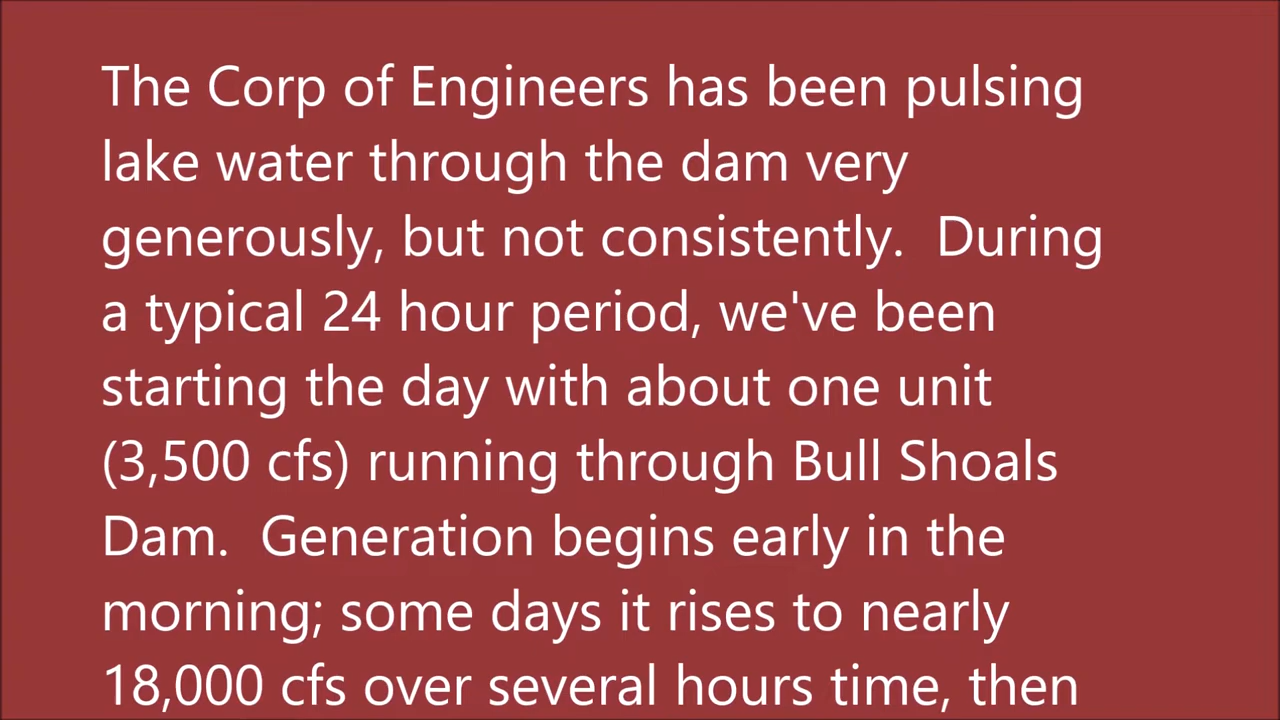 The Corp of Engineers has been pulsing
lake water through the dam very
generously, but not consistently.  During
a typical 24 hour period, we've been
starting the day with about one unit
(3,500 cfs) running through Bull Shoals
Dam.  Generation begins early in the
morning; some days it rises to nearly
18,000 cfs over several hours time, then